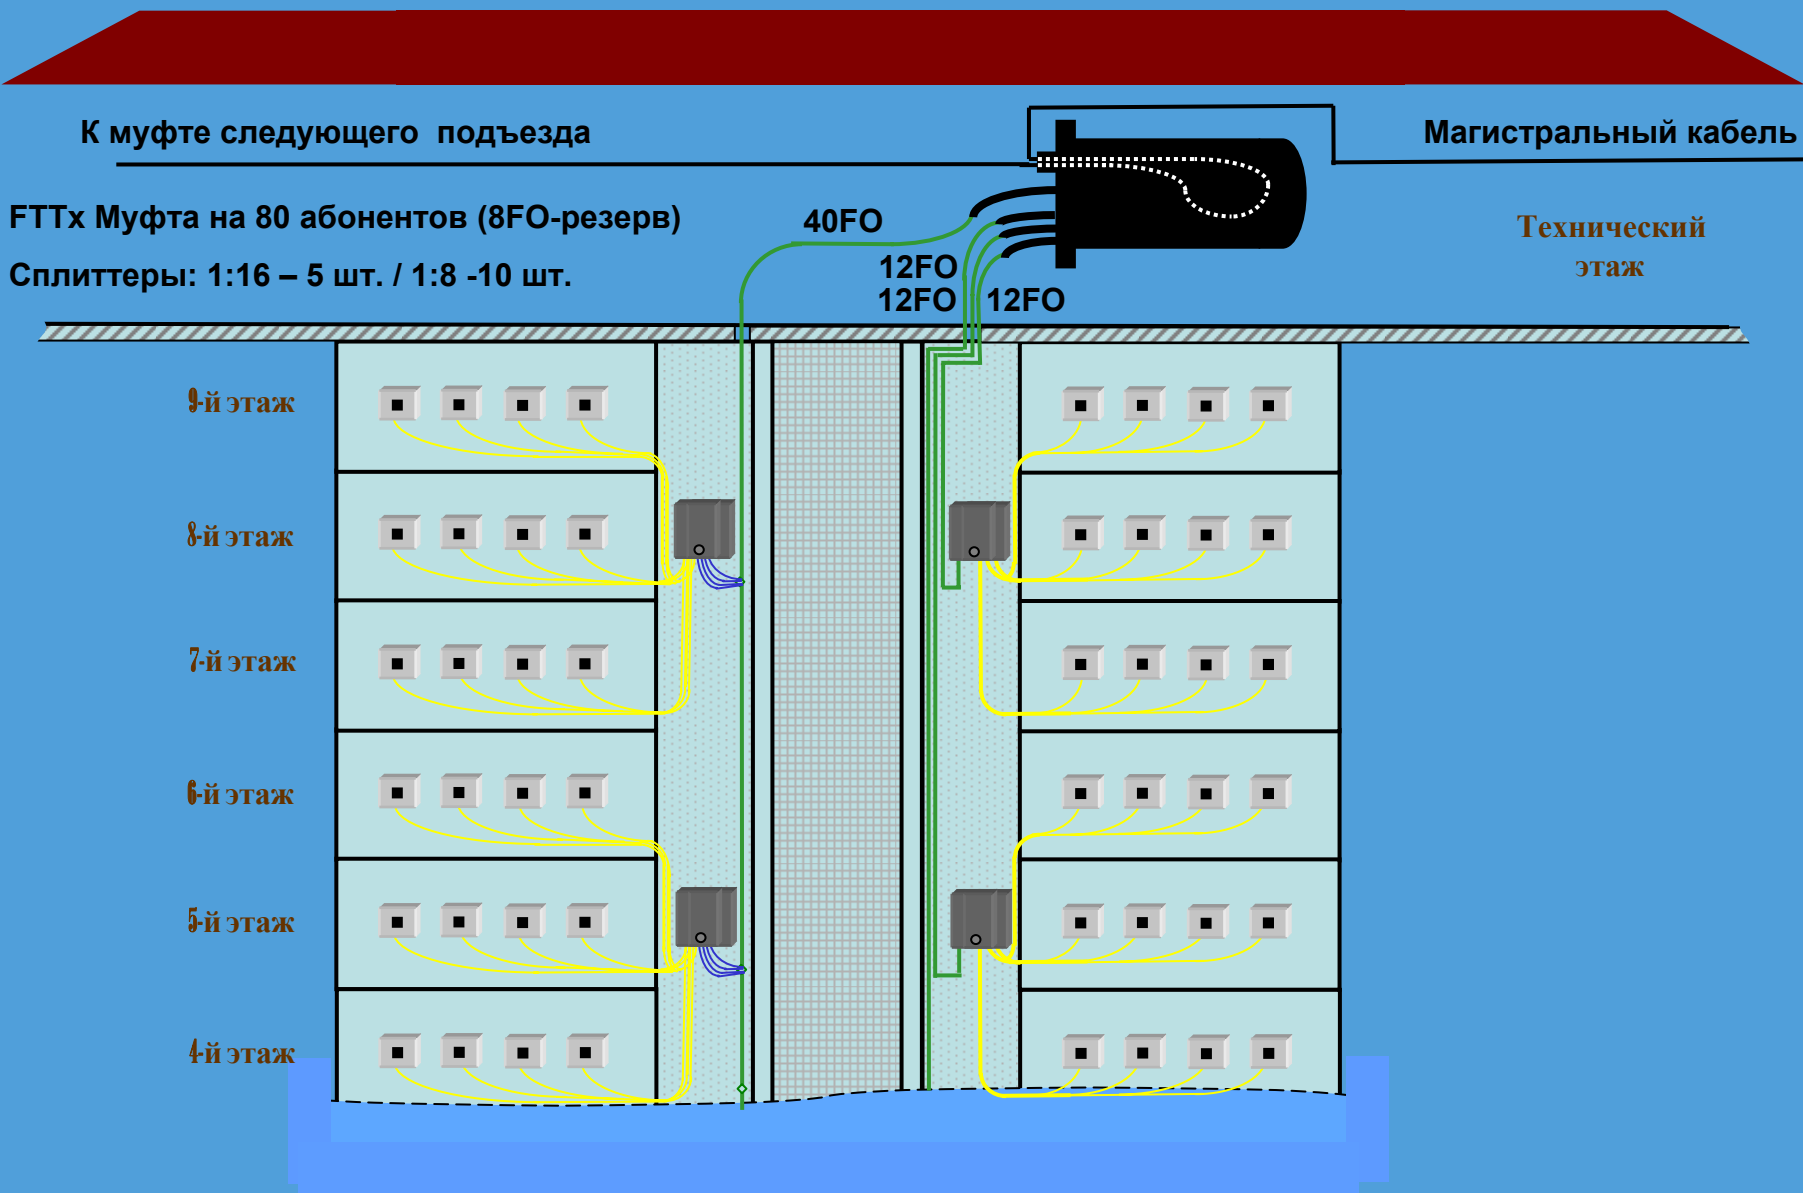 К муфте следующего подъезда
Магистральный кабель
FTTx Муфта на 80 абонентов (8FO-резерв)
40FO
Технический
этаж
Сплиттеры: 1:16 – 5 шт. / 1:8 -10 шт.
12FO
12FO
12FO
9-й этаж
8-й этаж
7-й этаж
6-й этаж
5-й этаж
4-й этаж